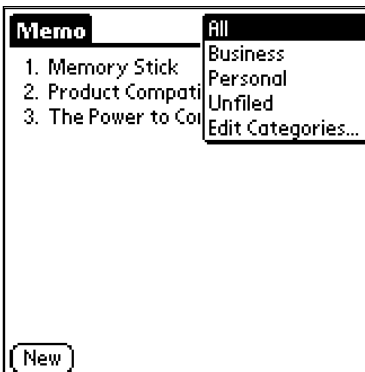 Memo
1. Memory Stick
2. Product Compati
3. The Power to Co
All
Business
Personal
Unfiled
Edit Categories...
New